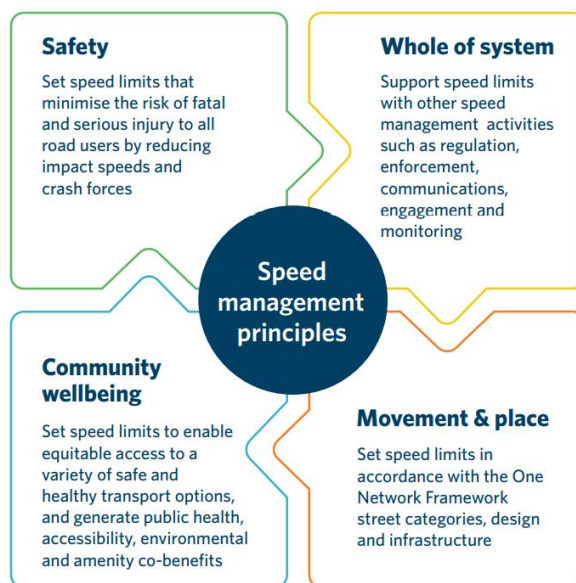 Safety
Set speed limits that
minimise the risk of fatal
and serious injury to all
road users by reducing
impact speeds and
crash forces
Whole of system
Support speed limits
with other speed
management activities
such as regulation,
enforcement,
communications,
engagement and
monitoring
Speed
management
principles
Community
wellbeing
Set speed limits to enable
equitable access to a
variety of safe and
healthy transport options,
and generate public health,
accessibility, environmental
and amenity co-benefits
Movement & place
Set speed limits in
accordance with the One
Network Framework
street categories, design
and infrastructure